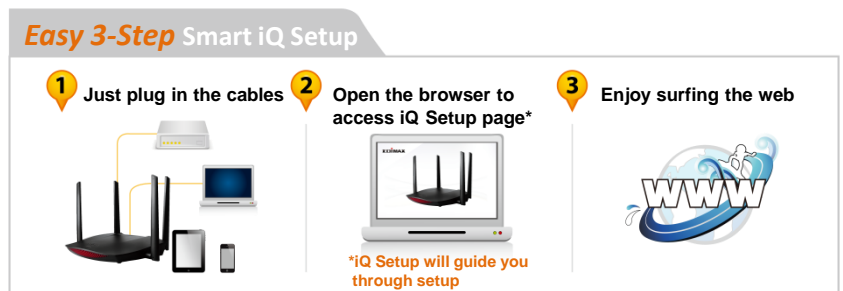 Easy 3-Step Smart iQ Setup
1 Just plug in the cables
2 Open the browser to
access iQ Setup page*
EDIMAX
*iQ Setup will guide you
through setup
3 Enjoy surfing the web
WWW